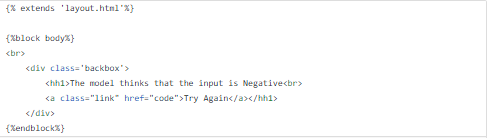 {% extends 'layout.html'%}
{%block body%}
<br>
<div class='backbox'>
<hh1>The model thinks that the input is Negative<br>
<a class="link" href="code">Try Again</a></hh1>
</div>
{%endblock%}